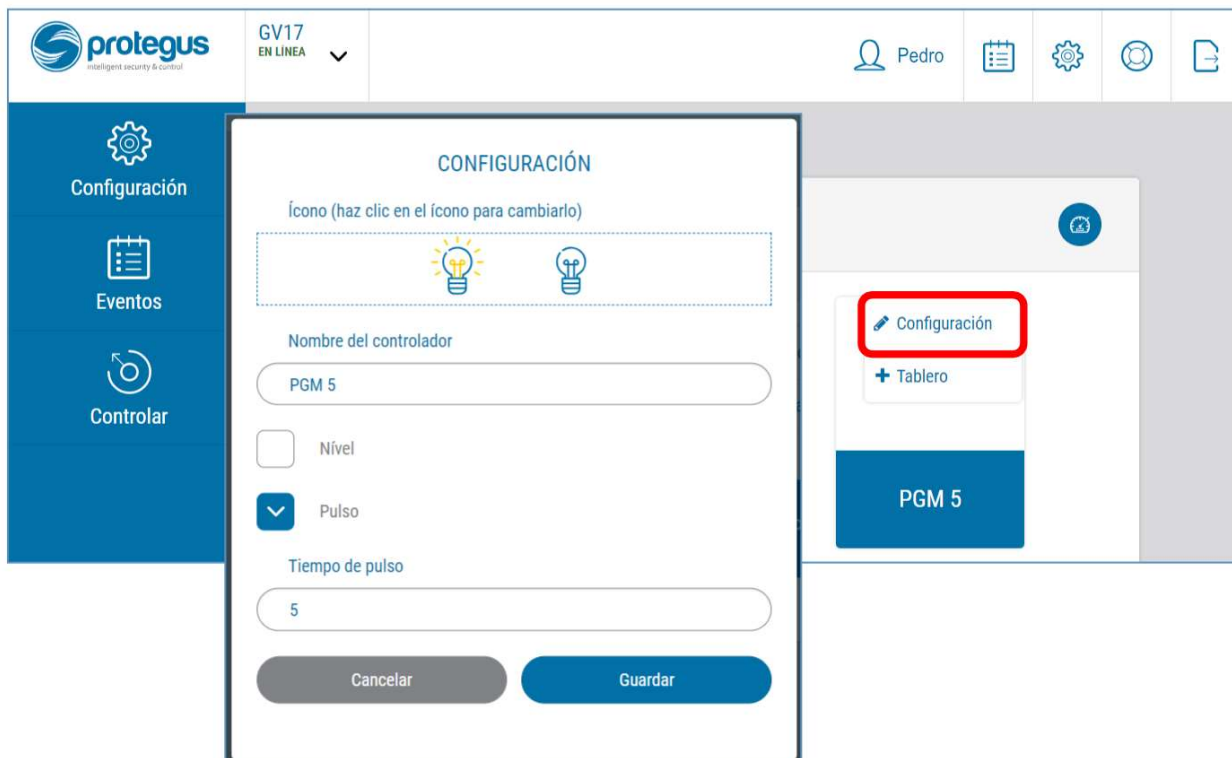 protegus
intelligent security & control
GV17
EN LÍNEA
Pedro
Configuración
Eventos
Controlar
CONFIGURACIÓN
Ícono (haz clic en el ícono para cambiarlo)
Nombre del controlador
PGM 5
Nível
Pulso
Tiempo de pulso
5
Cancelar
Guardar
Configuración
Tablero
PGM 5